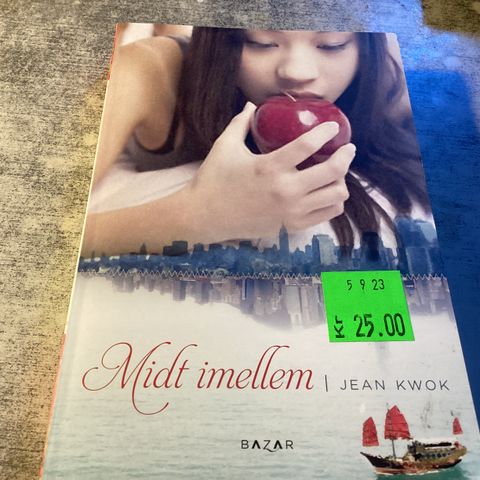 5 9 23
kr 25.00
Midt imellem | JEAN KWOK
BAZAR